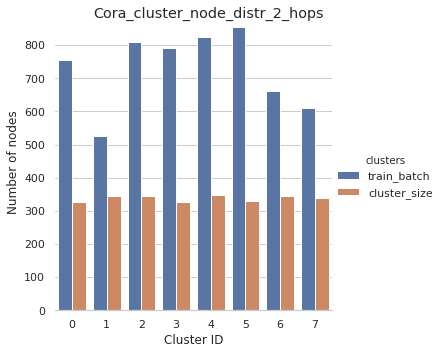 Cora_cluster_node_distr_2_hops
800
700
600
500
400
300
200
100
0
Number of nodes
0 1 2 3 4 5 6 7
Cluster ID
clusters
train_batch
cluster_size